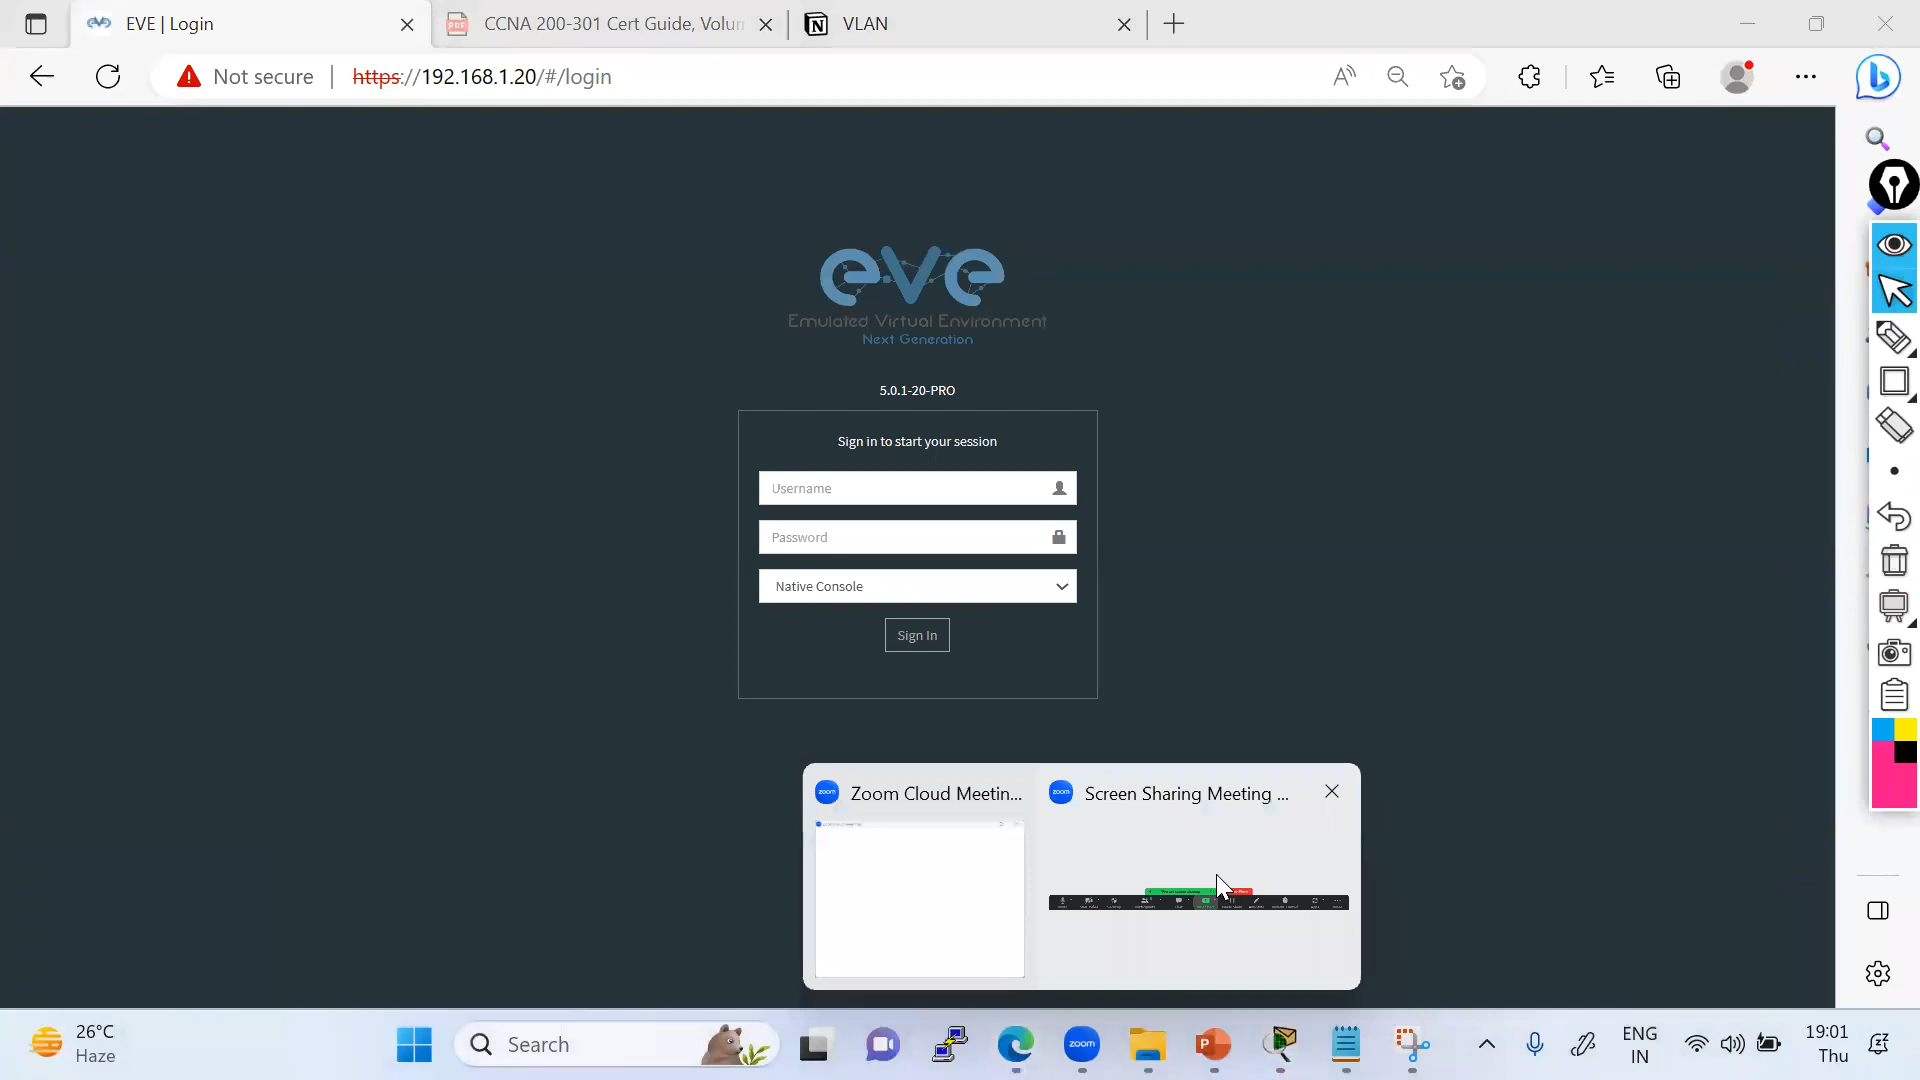 EVE | Login
CCNA 200-301 Cert Guide, Volum
VLAN
Not secure
https://192.168.1.20/#/login
eve
Emulated Virtual Environment
Next Generation
5.0.1-20-PRO
Sign in to start your session
Username
Password
Native Console
Sign In
Zoom Cloud Meetin...
Screen Sharing Meeting ...
26°C
Haze
Search
zoom
ENG
IN
19:01
Thu